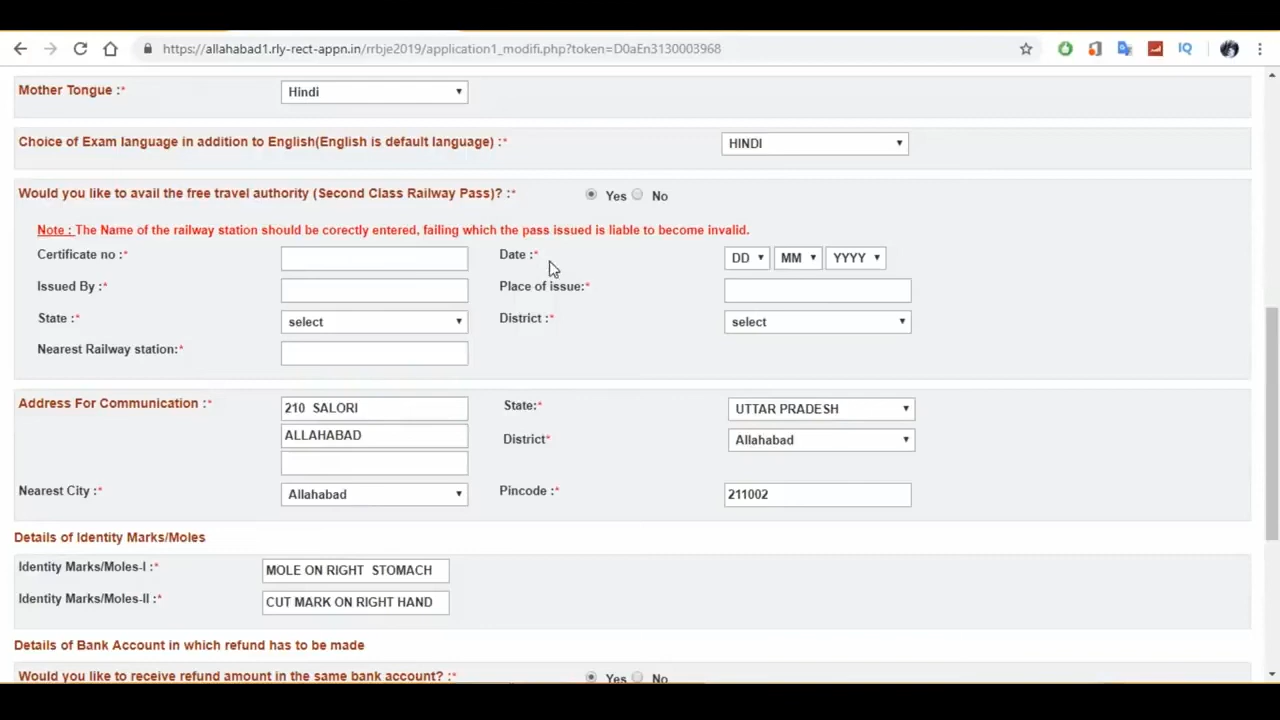 https://allahabad1.rly-rect-appn.in/rrbje2019/application1_modifi.php?token=D0aEn3130003968
IQ
Mother Tongue :* Hindi
Choice of Exam language in addition to English(English is default language) :* HINDI
Would you like to avail the free travel authority (Second Class Railway Pass)? :* Yes No
Note : The Name of the railway station should be corectly entered, failing which the pass issued is liable to become invalid.
Certificate no :* Date :* DD MM YYYY
Issued By :* Place of issue:*
State :* select District :* select
Nearest Railway station:*
Address For Communication :* 210 SALORI State:* UTTAR PRADESH
ALLAHABAD District* Allahabad
Nearest City :* Allahabad Pincode :* 211002
Details of Identity Marks/Moles
Identity Marks/Moles-I :* MOLE ON RIGHT STOMACH
Identity Marks/Moles-II :* CUT MARK ON RIGHT HAND
Details of Bank Account in which refund has to be made
Would you like to receive refund amount in the same bank account? :* Yes No